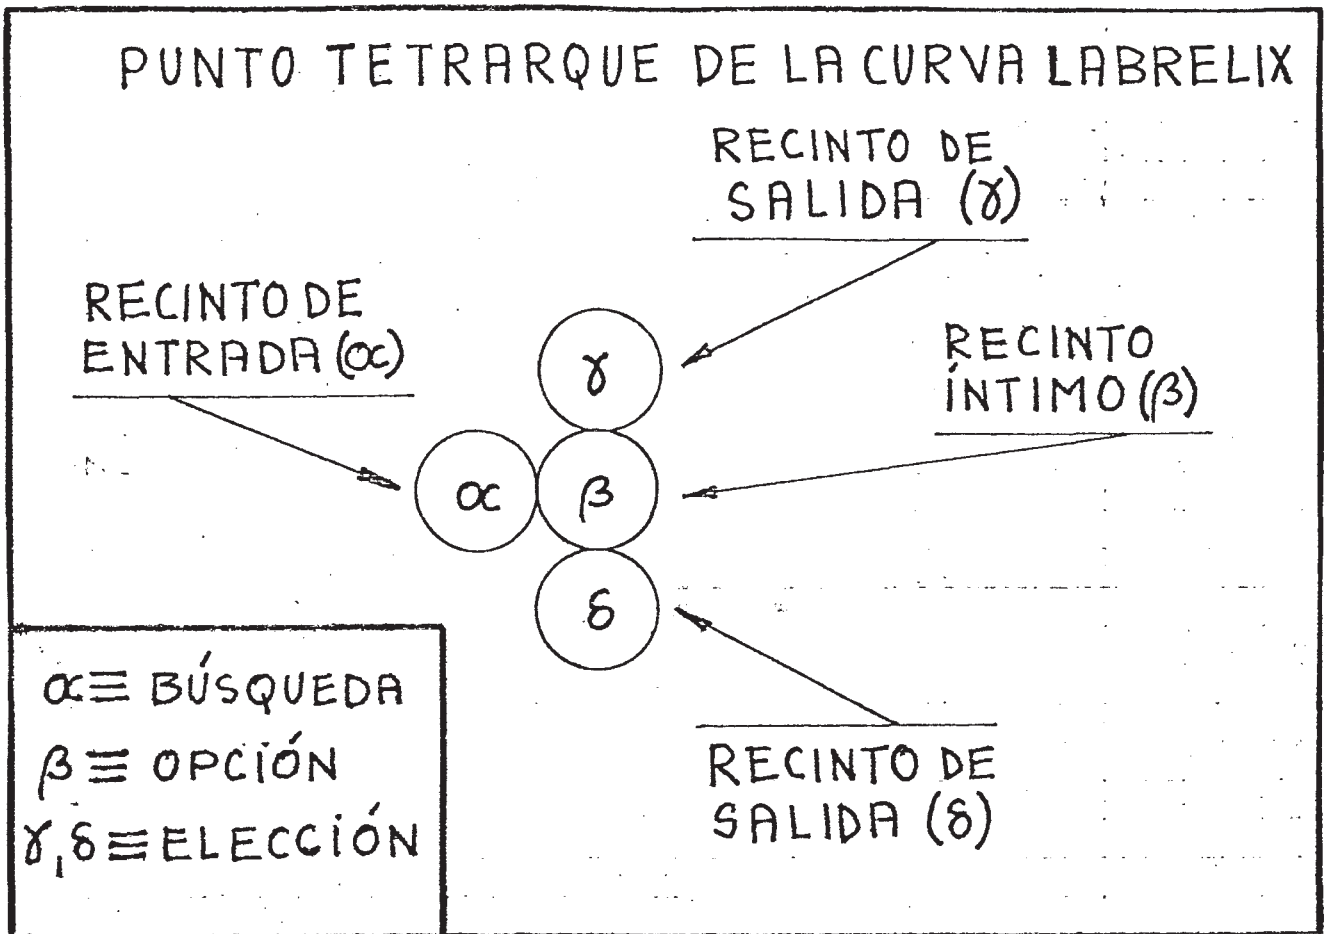 PUNTO TETRARQUE DE LA CURVA LABRELIX
RECINTO DE
SALIDA (γ)
RECINTO DE
ENTRADA (α)
RECINTO
ÍNTIMO (β)
γ
α
β
δ
RECINTO DE
SALIDA (δ)
α ≡ BÚSQUEDA
β ≡ OPCIÓN
γ, δ ≡ ELECCIÓN